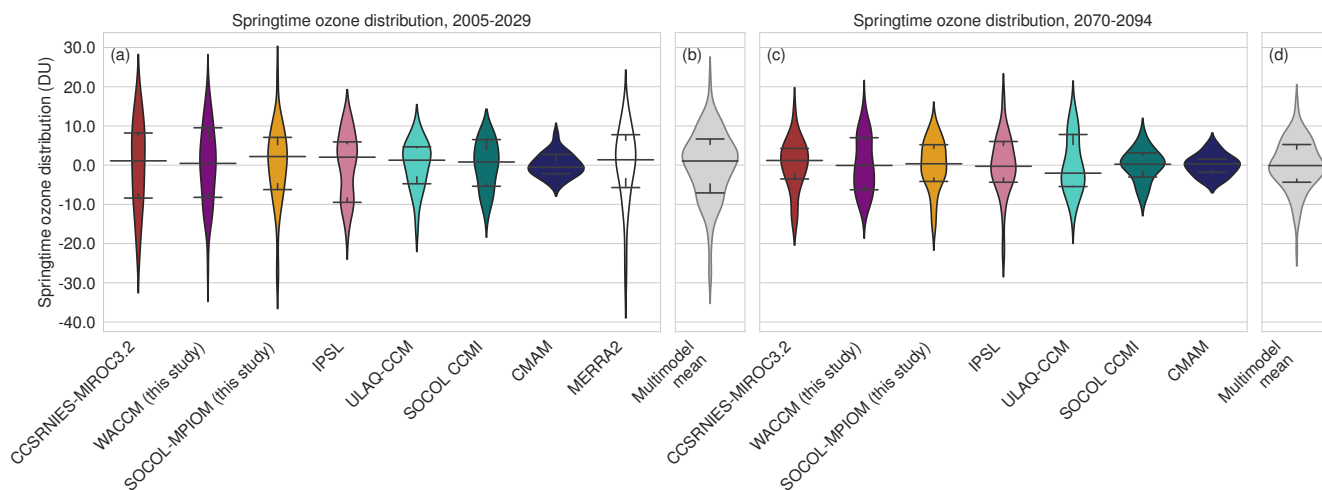 Springtime ozone distribution, 2005-2029
Springtime ozone distribution, 2070-2094
Springtime ozone distribution (DU)
30.0
20.0
10.0
0.0
-10.0
-20.0
-30.0
-40.0
(a)
(b)
(c)
(d)
CCSRNIES-MIROC3.2
WACCM (this study)
SOCOL-MPIOM (this study)
IPSL
ULAQ-CCM
SOCOL CCMI
CMAM
MERRA2
Multimodel
mean
CCSRNIES-MIROC3.2
WACCM (this study)
SOCOL-MPIOM (this study)
IPSL
ULAQ-CCM
SOCOL CCMI
CMAM
Multimodel
mean